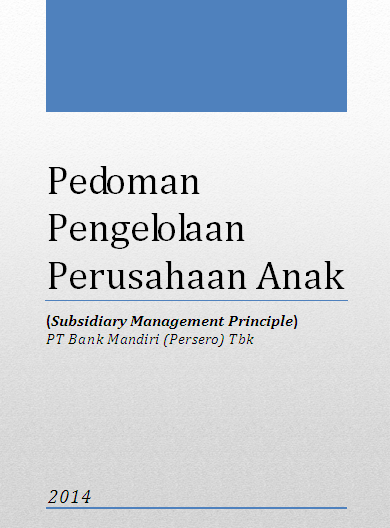 Pedoman
Pengelolaan
Perusahaan Anak
(Subsidiary Management Principle)
PT Bank Mandiri (Persero) Tbk
2014